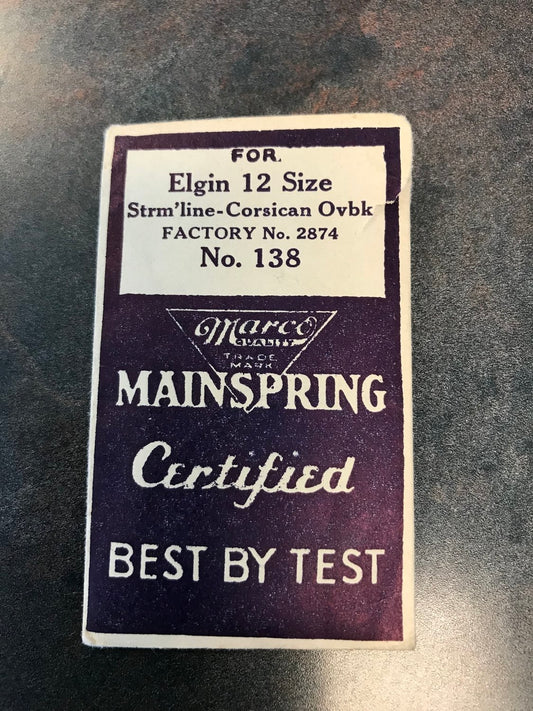 FOR.
Elgin 12 Size
Strm'line-Corsican Ovbk
FACTORY No. 2874
No. 138
Marco
QUALITY
TRADE
MARK
MAINSPRING
Certified
BEST BY TEST